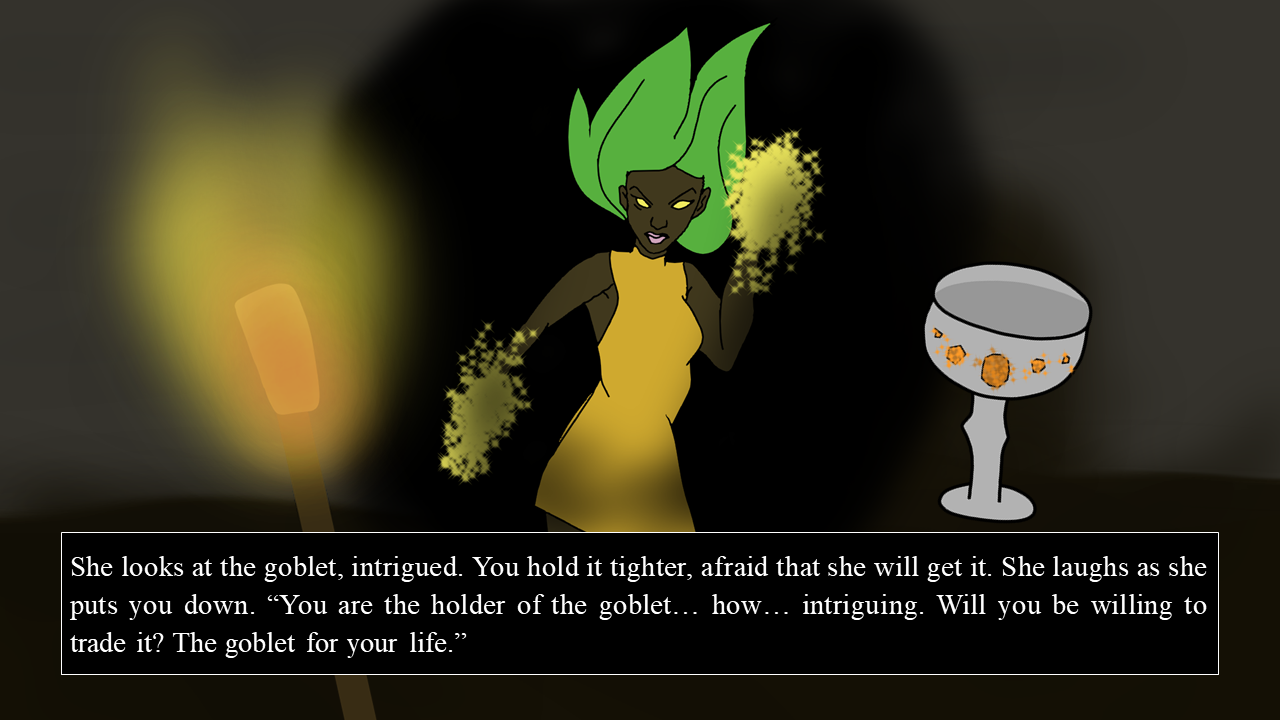 She looks at the goblet, intrigued. You hold it tighter, afraid that she will get it. She laughs as she
puts you down. “You are the holder of the goblet… how… intriguing. Will you be willing to
trade it? The goblet for your life.”